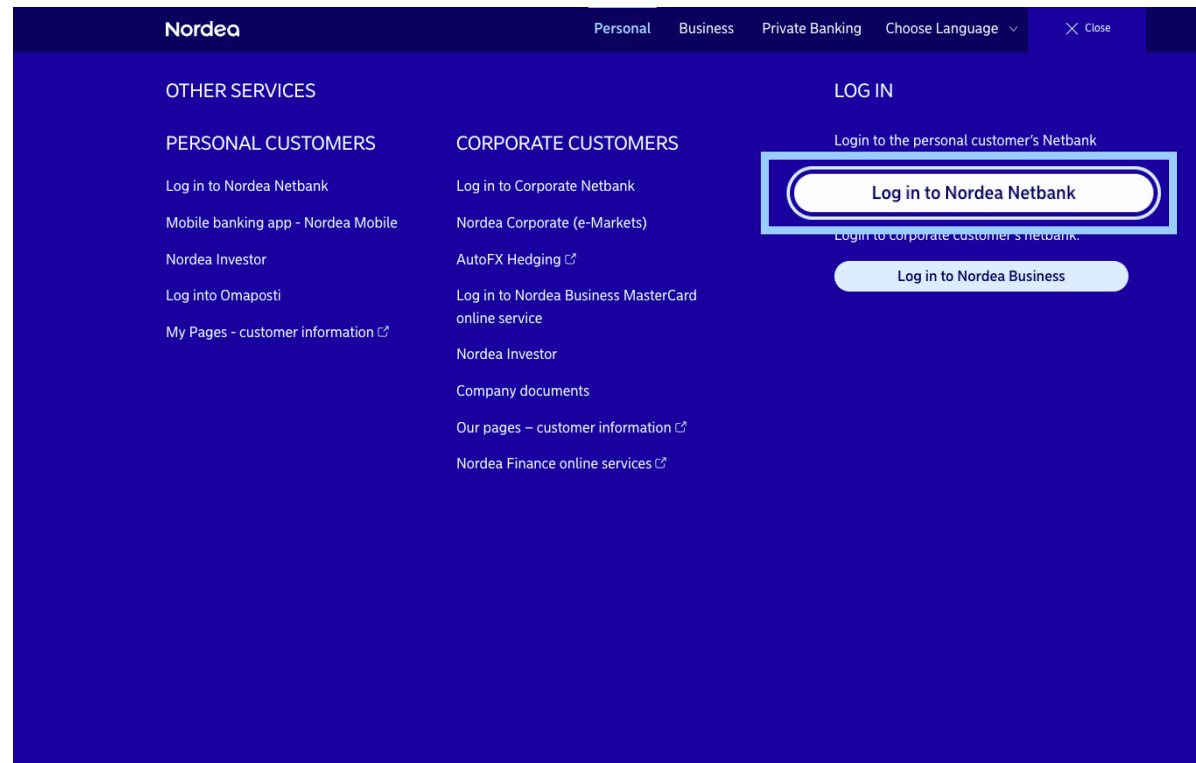 Nordea
Personal Business Private Banking Choose Language Close
OTHER SERVICES
PERSONAL CUSTOMERS
Log in to Nordea Netbank
Mobile banking app - Nordea Mobile
Nordea Investor
Log into Omaposti
My Pages - customer information
CORPORATE CUSTOMERS
Log in to Corporate Netbank
Nordea Corporate (e-Markets)
AutoFX Hedging
Log in to Nordea Business MasterCard
online service
Nordea Investor
Company documents
Our pages – customer information
Nordea Finance online services
LOG IN
Login to the personal customer's Netbank
Log in to Nordea Netbank
Login to corporate customer's netbank.
Log in to Nordea Business